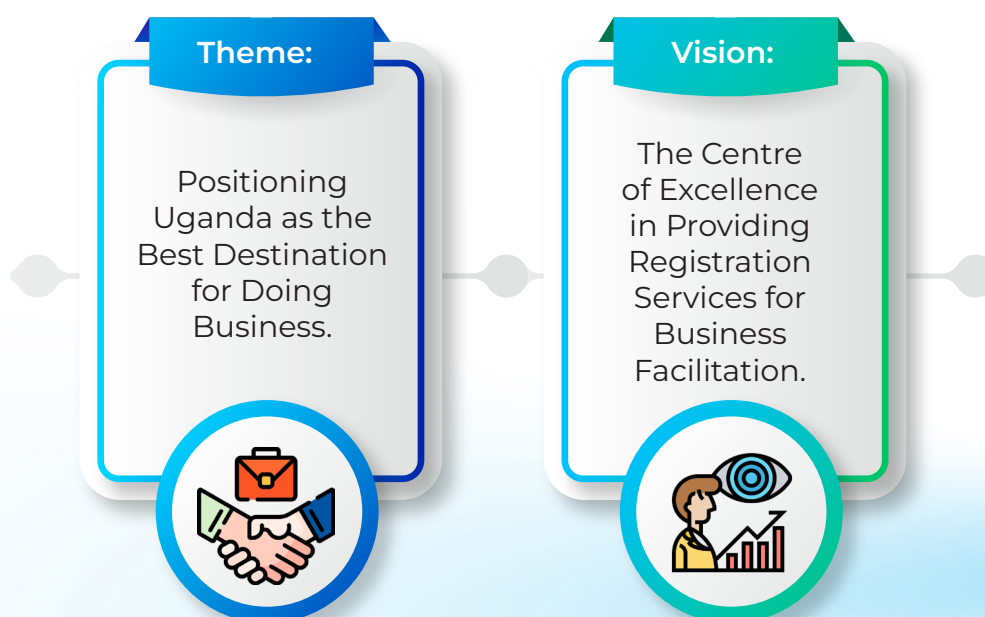 Theme:
Positioning
Uganda as the
Best Destination
for Doing
Business.
Vision:
The Centre
of Excellence
in Providing
Registration
Services for
Business
Facilitation.